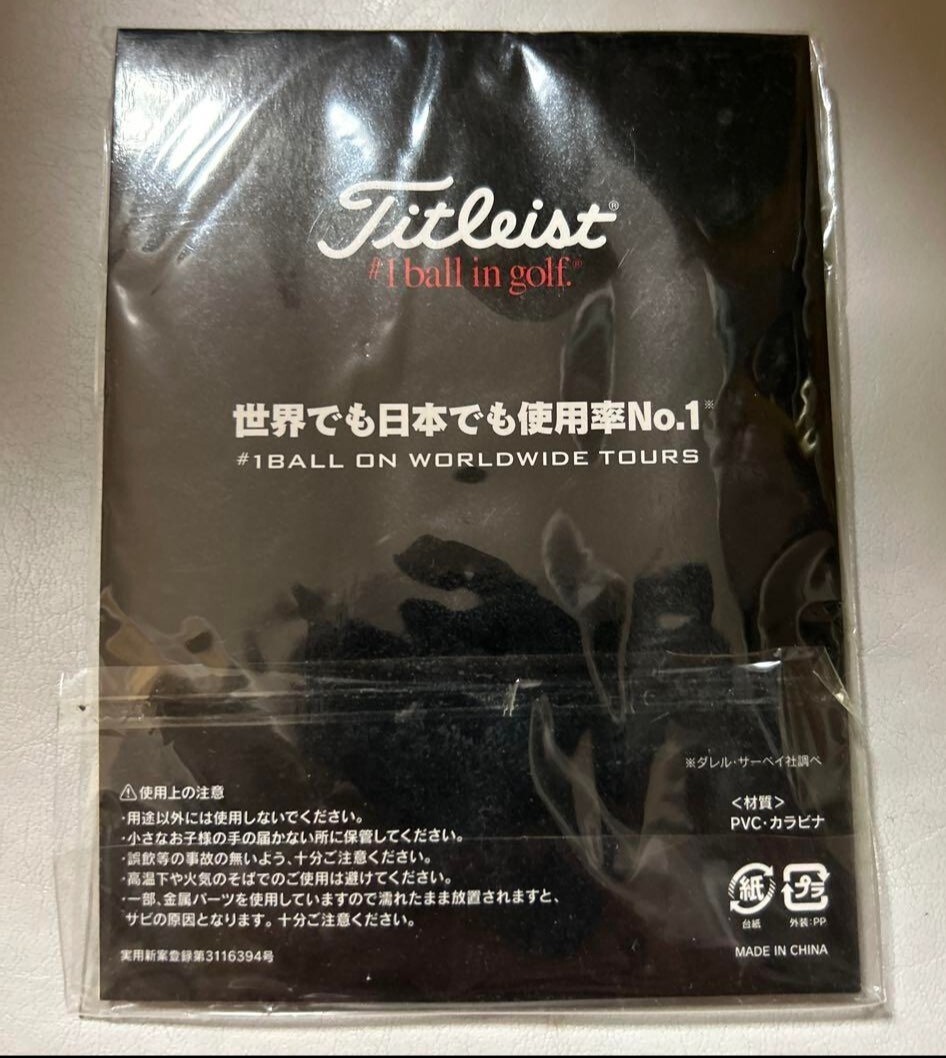 Titleist®
#1 ball in golf.®
世界でも日本でも使用率No.1※
#1BALL ON WORLDWIDE TOURS
※ダレル・サーベイ社調べ
⚠使用上の注意
・用途以外には使用しないでください。
・小さなお子様の手の届かない所に保管してください。
・誤飲等の事故の無いよう、十分ご注意ください。
・高温下や火気のそばでのご使用は避けてください。
・一部、金属パーツを使用していますので濡れたまま放置されますと、
サビの原因となります。十分ご注意ください。
実用新案登録第3116394号
＜材質＞
PVC・カラビナ
紙 プラ
台紙 外装:PP
MADE IN CHINA